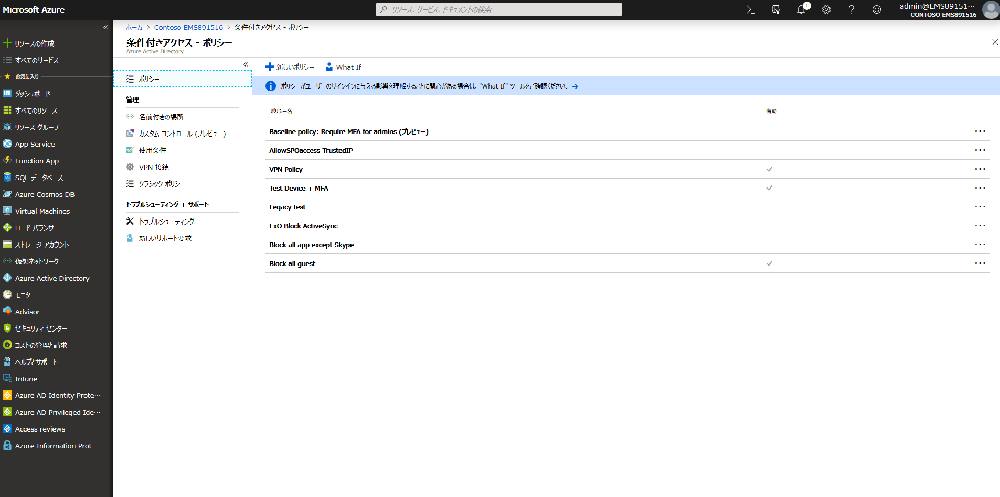 Microsoft Azure
リソース、サービス、ドキュメントの検索
1
admin@EMS89151…
CONTOSO EMS891516
リソースの作成
すべてのサービス
お気に入り
ダッシュボード
すべてのリソース
リソース グループ
App Service
Function App
SQL データベース
Azure Cosmos DB
Virtual Machines
ロード バランサー
ストレージ アカウント
仮想ネットワーク
Azure Active Directory
モニター
Advisor
セキュリティ センター
コストの管理と請求
ヘルプとサポート
Intune
Azure AD Identity Prote…
Azure AD Privileged Ide…
Access reviews
Azure Information Prot…
ホーム > Contoso EMS891516 > 条件付きアクセス - ポリシー
条件付きアクセス - ポリシー
Azure Active Directory
ポリシー
管理
名前付きの場所
カスタム コントロール (プレビュー)
使用条件
VPN 接続
クラシック ポリシー
トラブルシューティング + サポート
トラブルシューティング
新しいサポート要求
新しいポリシー What If
ポリシーがユーザーのサインインに与える影響を理解することに関心がある場合は、"What If" ツールをご確認ください。
ポリシー名 有効
Baseline policy: Require MFA for admins (プレビュー)
AllowSPOaccess-TrustedIP
VPN Policy
Test Device + MFA
Legacy test
ExO Block ActiveSync
Block all app except Skype
Block all guest